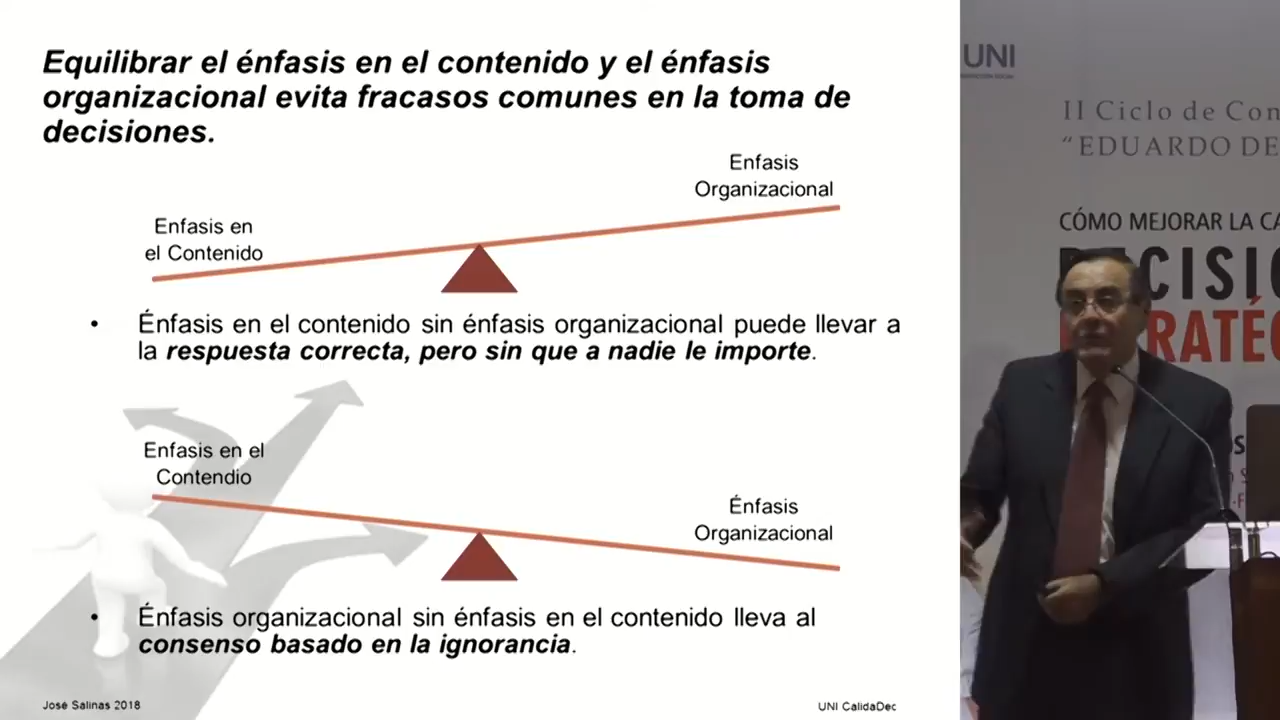 Equilibrar el énfasis en el contenido y el énfasis
organizacional evita fracasos comunes en la toma de
decisiones.
Enfasis
Organizacional
Enfasis en
el Contenido
• Énfasis en el contenido sin énfasis organizacional puede llevar a
la respuesta correcta, pero sin que a nadie le importe.
Enfasis en el
Contendio
Énfasis
Organizacional
• Énfasis organizacional sin énfasis en el contenido lleva al
consenso basado en la ignorancia.
José Salinas 2018
UNI CalidaDec
UNI
II Ciclo de Con
“EDUARDO DE
CÓMO MEJORAR LA CA